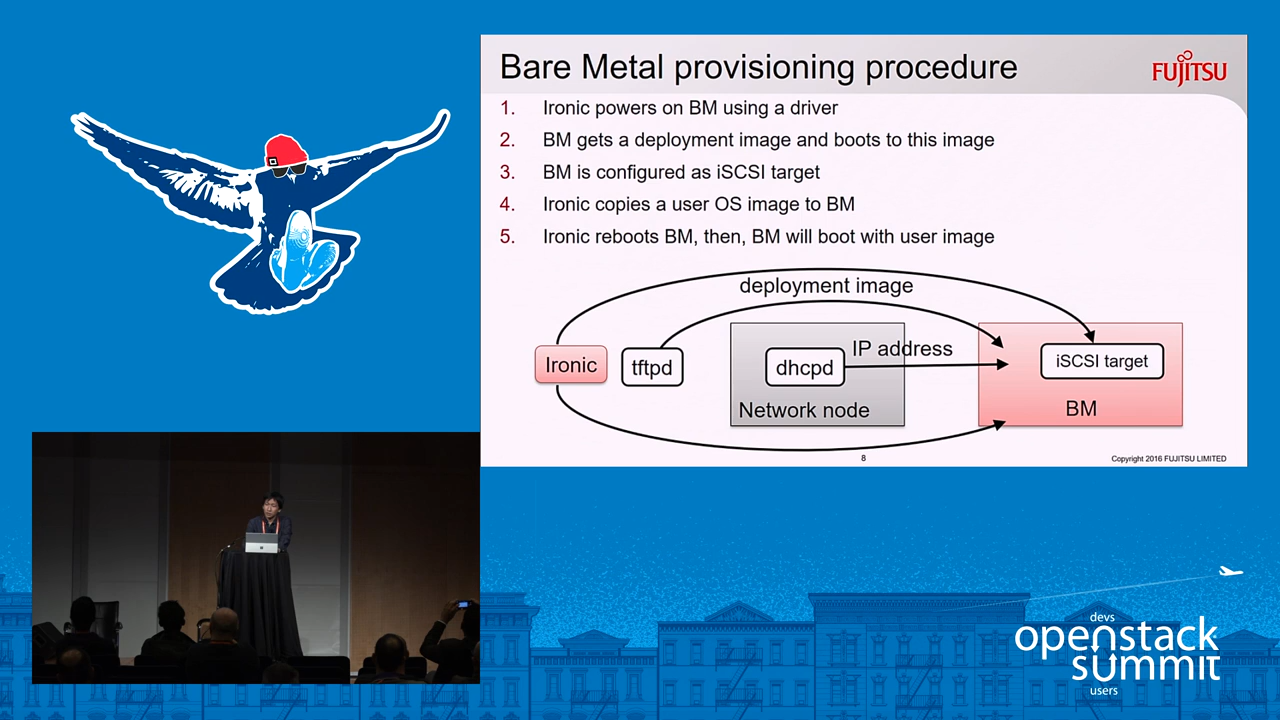 Bare Metal provisioning procedure
FUJITSU
1. Ironic powers on BM using a driver
2. BM gets a deployment image and boots to this image
3. BM is configured as iSCSI target
4. Ironic copies a user OS image to BM
5. Ironic reboots BM, then, BM will boot with user image
deployment image
Ironic
tftpd
dhcpd
IP address
iSCSI target
Network node
BM
8
Copyright 2016 FUJITSU LIMITED
devs
openstack
summit
users